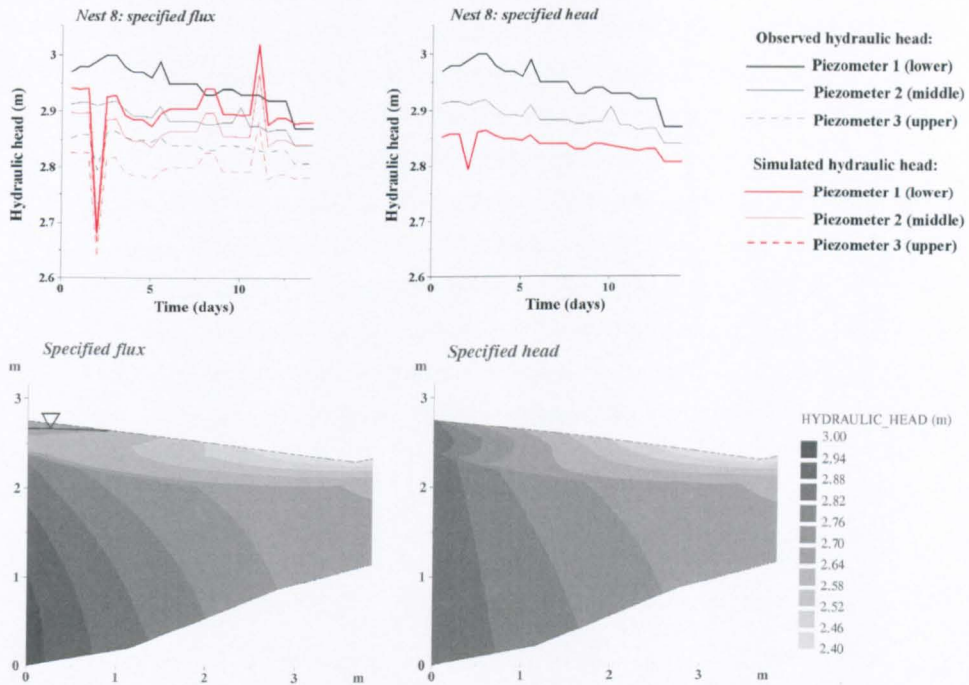 Nest 8: specified flux
Hydraulic head (m)
3
2.9
2.8
2.7
2.6
0
5
10
Time (days)
Nest 8: specified head
Hydraulic head (m)
3
2.9
2.8
2.7
2.6
0
5
10
Time (days)
Observed hydraulic head:
Piezometer 1 (lower)
Piezometer 2 (middle)
Piezometer 3 (upper)
Simulated hydraulic head:
Piezometer 1 (lower)
Piezometer 2 (middle)
Piezometer 3 (upper)
Specified flux
m
3
2
1
0
0
1
2
3
m
Specified head
m
3
2
1
0
0
1
2
3
m
HYDRAULIC_HEAD (m)
3.00
2.94
2.88
2.82
2.76
2.70
2.64
2.58
2.52
2.46
2.40